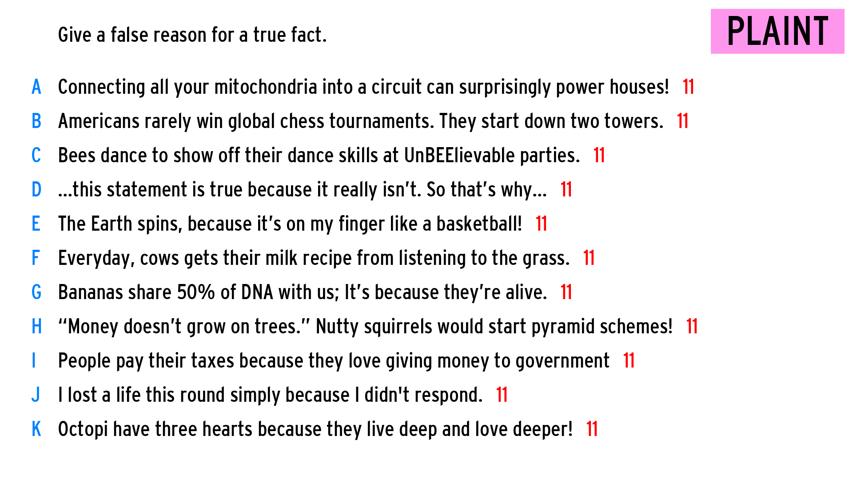 Give a false reason for a true fact.
PLAINT
A Connecting all your mitochondria into a circuit can surprisingly power houses! 11
B Americans rarely win global chess tournaments. They start down two towers. 11
C Bees dance to show off their dance skills at UnBEElievable parties. 11
D ...this statement is true because it really isn't. So that's why... 11
E The Earth spins, because it's on my finger like a basketball! 11
F Everyday, cows gets their milk recipe from listening to the grass. 11
G Bananas share 50% of DNA with us; It's because they're alive. 11
H “Money doesn't grow on trees.” Nutty squirrels would start pyramid schemes! 11
I People pay their taxes because they love giving money to government 11
J I lost a life this round simply because I didn't respond. 11
K Octopi have three hearts because they live deep and love deeper! 11